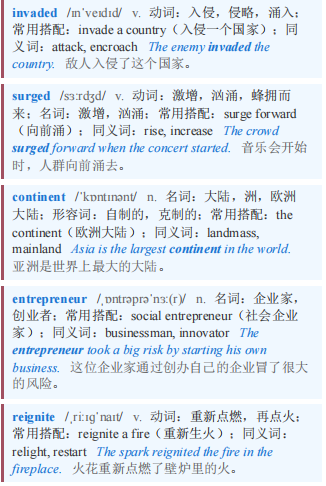 invaded /ɪnˈveɪdɪd/ v. 动词：入侵，侵略，涌入；
常用搭配：invade a country（入侵一个国家）；同
义词：attack, encroach The enemy invaded the
country. 敌人入侵了这个国家。
surged /sɜːrdʒd/ v. 动词：激增，汹涌，蜂拥而
来；名词：激增，汹涌；常用搭配：surge forward
（向前涌）；同义词：rise, increase The crowd
surged forward when the concert started. 音乐会开始
时，人群向前涌去。
continent /ˈkɒntɪnənt/ n. 名词：大陆，洲，欧洲
大陆；形容词：自制的，克制的；常用搭配：the
continent（欧洲大陆）；同义词：landmass,
mainland Asia is the largest continent in the world.
亚洲是世界上最大的大陆。
entrepreneur /ˌɒntrəprəˈnɜː(r)/ n. 名词：企业家，
创业者；常用搭配：social entrepreneur（社会企业
家）；同义词：businessman, innovator The
entrepreneur took a big risk by starting his own
business. 这位企业家通过创办自己的企业冒了很大
的风险。
reignite /ˌriːɪɡˈnaɪt/ v. 动词：重新点燃，再点火；
常用搭配：reignite a fire（重新生火）；同义词：
relight, restart The spark reignited the fire in the
fireplace. 火花重新点燃了壁炉里的火。